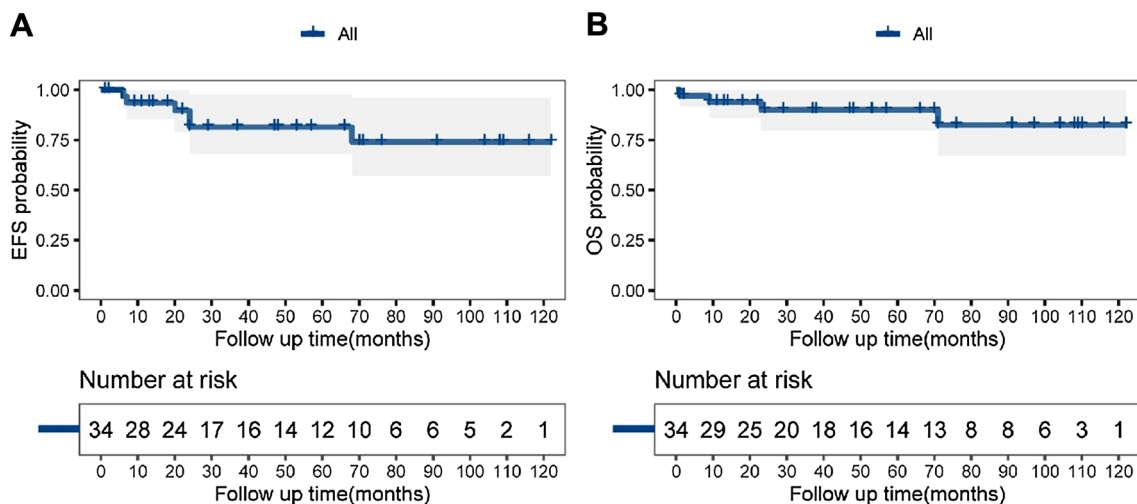 A
All
EFS probability
1.00
0.75
0.50
0.25
0.00
0 10 20 30 40 50 60 70 80 90 100 110 120
Follow up time(months)
Number at risk
34 28 24 17 16 14 12 10 6 6 5 2 1
0 10 20 30 40 50 60 70 80 90 100 110 120
Follow up time(months)
B
All
OS probability
1.00
0.75
0.50
0.25
0.00
0 10 20 30 40 50 60 70 80 90 100 110 120
Follow up time(months)
Number at risk
34 29 25 20 18 16 14 13 8 8 6 3 1
0 10 20 30 40 50 60 70 80 90 100 110 120
Follow up time(months)